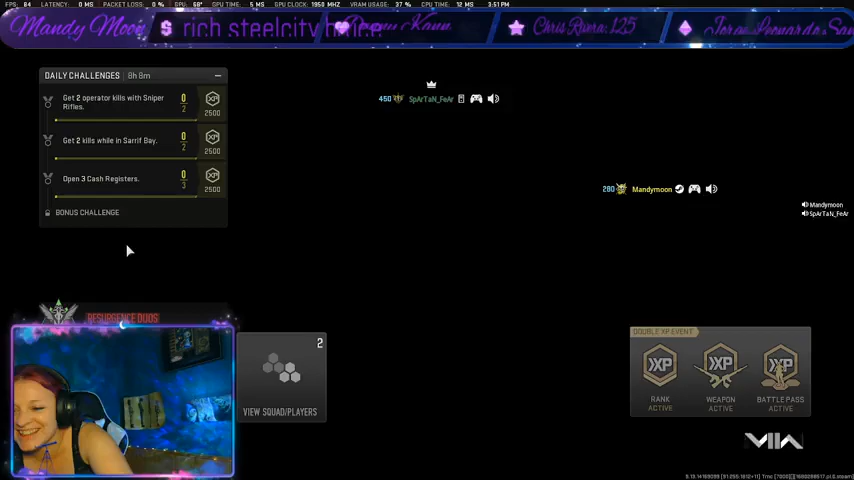 FPS: 84 LATENCY: 0 MS PACKET LOSS: 0 % GPU TIME: 5 MS GPU CLOCK: 1950 MHZ VRAM USAGE: 37 % CPU TIME: 12 MS 3:51 PM
Mandy Moon rich steelcity Chris Rivra 125
DAILY CHALLENGES | 8h 8m
Get 2 operator kills with Sniper
Rifles.
0
2
2500
Get 2 kills while in Sarrif Bay.
0
2
2500
Open 3 Cash Registers.
0
3
2500
BONUS CHALLENGE
450 SpArTaN_FeAr
280 Mandymoon
Mandymoon
SpArTaN_FeAr
RESURGENCE DUOS
2
VIEW SQUAD/PLAYERS
DOUBLE XP EVENT
XP XP XP
RANK WEAPON BATTLE PASS
ACTIVE ACTIVE ACTIVE